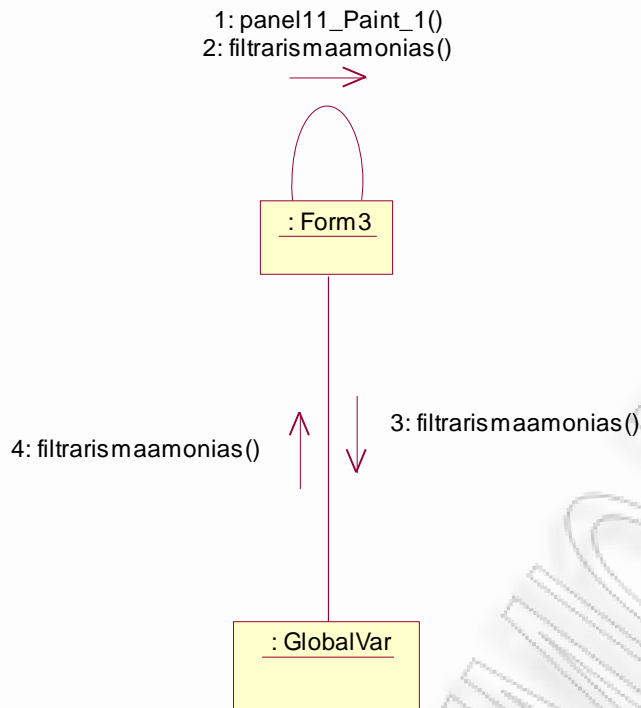 1: panel11_Paint_1()
2: filtrarismaamonias()
: Form3
3: filtrarismaamonias()
4: filtrarismaamonias()
: GlobalVar